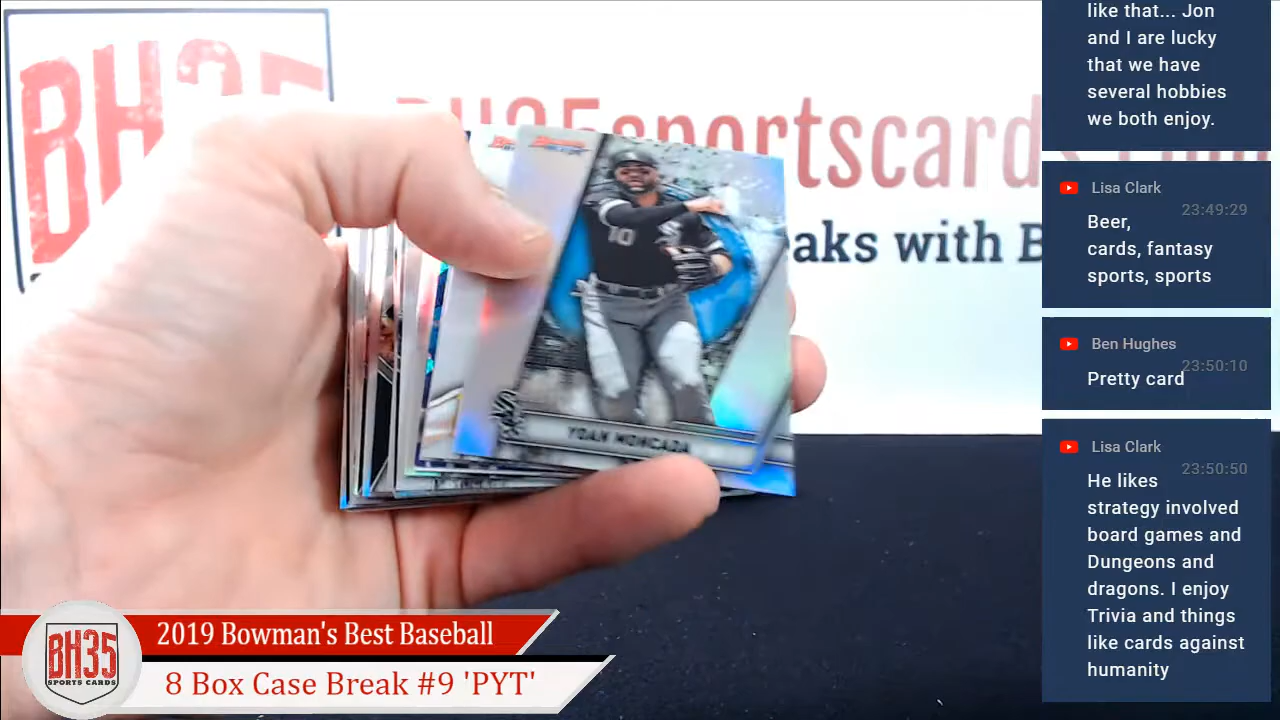 BH35
BH35sportscards
eaks with B
10
YOAN MONCADA
BH35
SPORTS CARDS
2019 Bowman's Best Baseball
8 Box Case Break #9 'PYT'
like that... Jon
and I are lucky
that we have
several hobbies
we both enjoy.
Lisa Clark
23:49:29
Beer,
cards, fantasy
sports, sports
Ben Hughes
23:50:10
Pretty card
Lisa Clark
23:50:50
He likes
strategy involved
board games and
Dungeons and
dragons. I enjoy
Trivia and things
like cards against
humanity